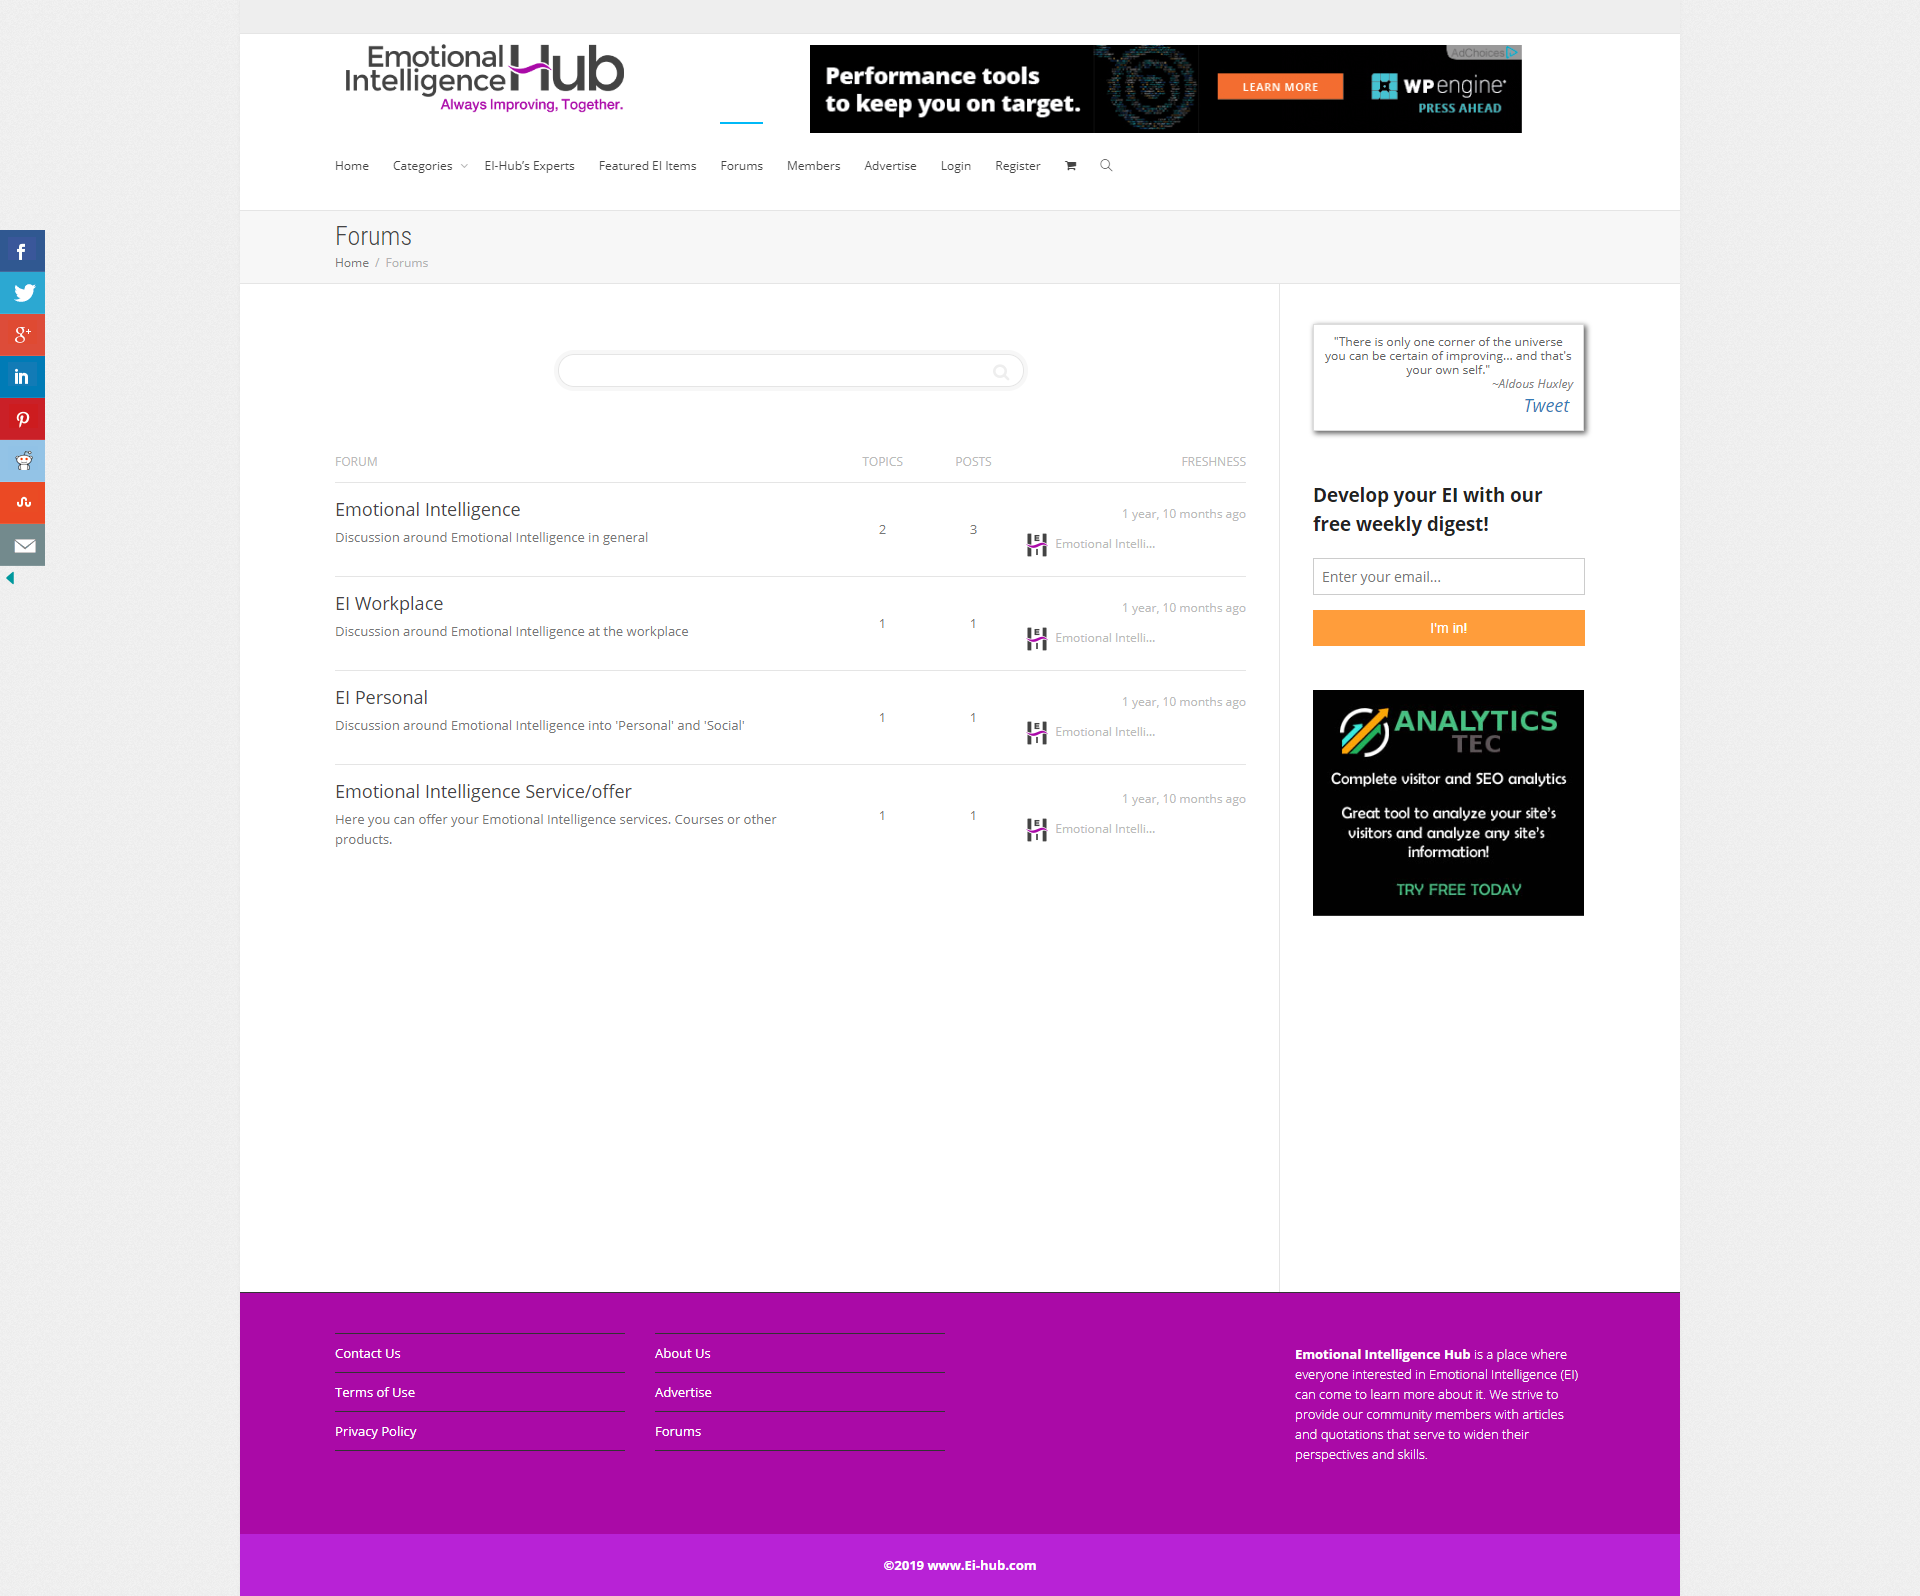 Emotional
Intelligence Hub
Always Improving, Together.
Performance tools
to keep you on target.
LEARN MORE
AdChoices
WP engine
PRESS AHEAD
Home Categories EI-Hub's Experts Featured EI Items Forums Members Advertise Login Register
Forums
Home / Forums
"There is only one corner of the universe
you can be certain of improving... and that's
your own self."
~Aldous Huxley
Tweet
FORUM TOPICS POSTS FRESHNESS
Emotional Intelligence
Discussion around Emotional Intelligence in general
2 3
1 year, 10 months ago
Emotional Intelli...
EI Workplace
Discussion around Emotional Intelligence at the workplace
1 1
1 year, 10 months ago
Emotional Intelli...
EI Personal
Discussion around Emotional Intelligence into 'Personal' and 'Social'
1 1
1 year, 10 months ago
Emotional Intelli...
Emotional Intelligence Service/offer
Here you can offer your Emotional Intelligence services. Courses or other
products.
1 1
1 year, 10 months ago
Emotional Intelli...
Develop your EI with our
free weekly digest!
Enter your email...
I'm in!
ANALYTICS
TEC
Complete visitor and SEO analytics
Great tool to analyze your site's
visitors and analyze any site's
information!
TRY FREE TODAY
Contact Us
Terms of Use
Privacy Policy
About Us
Advertise
Forums
Emotional Intelligence Hub is a place where
everyone interested in Emotional Intelligence (EI)
can come to learn more about it. We strive to
provide our community members with articles
and quotations that serve to widen their
perspectives and skills.
©2019 www.Ei-hub.com